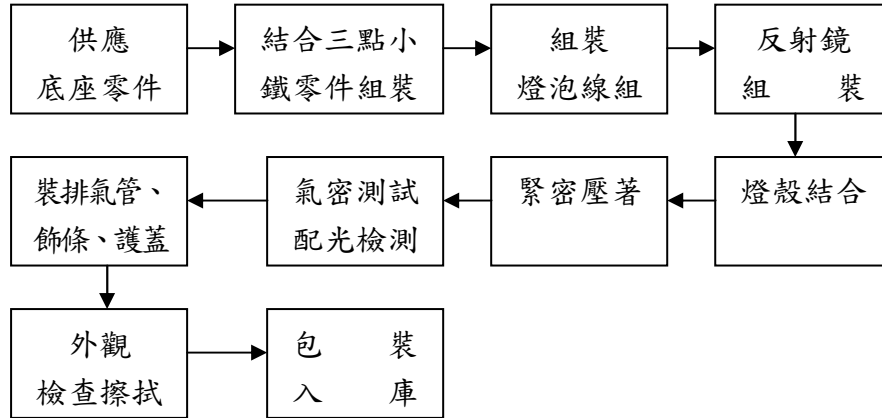 供應
底座零件
結合三點小
鐵零件組裝
組裝
燈泡線組
反射鏡
組裝
燈殼結合
緊密壓著
氣密測試
配光檢測
裝排氣管、
飾條、護蓋
外觀
檢查擦拭
包裝
入庫